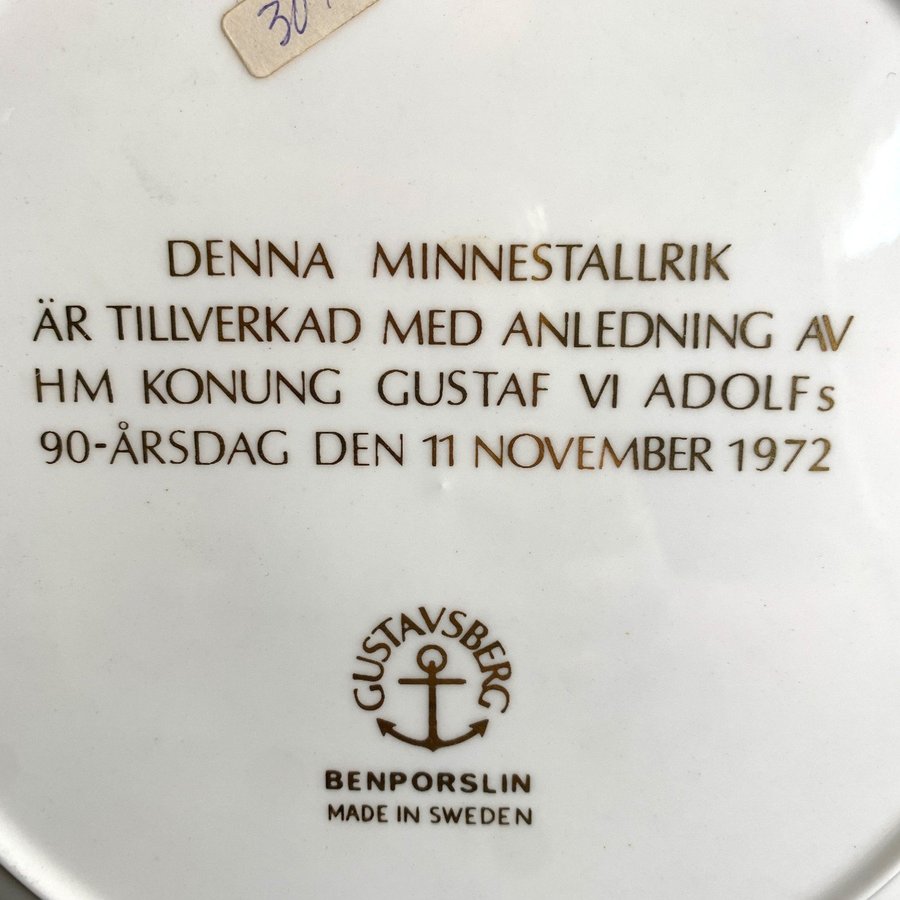 DENNA MINNESTALLRIK
ÄR TILLVERKAD MED ANLEDNING AV
HM KONUNG GUSTAF VI ADOLFs
90-ÅRSDAG DEN 11 NOVEMBER 1972
GUSTAVSBERG
BENPORSLIN
MADE IN SWEDEN